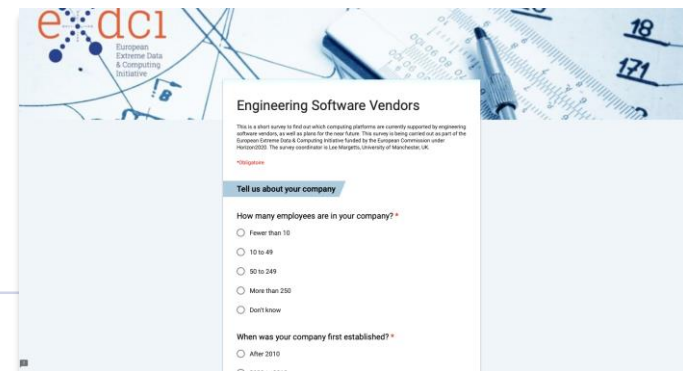 exdci
European
Extreme Data
& Computing
Initiative
18
171
Engineering Software Vendors
This is a short survey to find out which computing platforms are currently supported by engineering
software vendors, as well as plans for the near future. This survey is being carried out as part of the
European Extreme Data & Computing Initiative funded by the European Commission under
Horizon2020. The survey coordinator is Lee Margetts, University of Manchester, UK.
Tell us about your company
How many employees are in your company? *
Fewer than 10
10 to 49
50 to 249
More than 250
Don't know
When was your company first established? *
After 2010